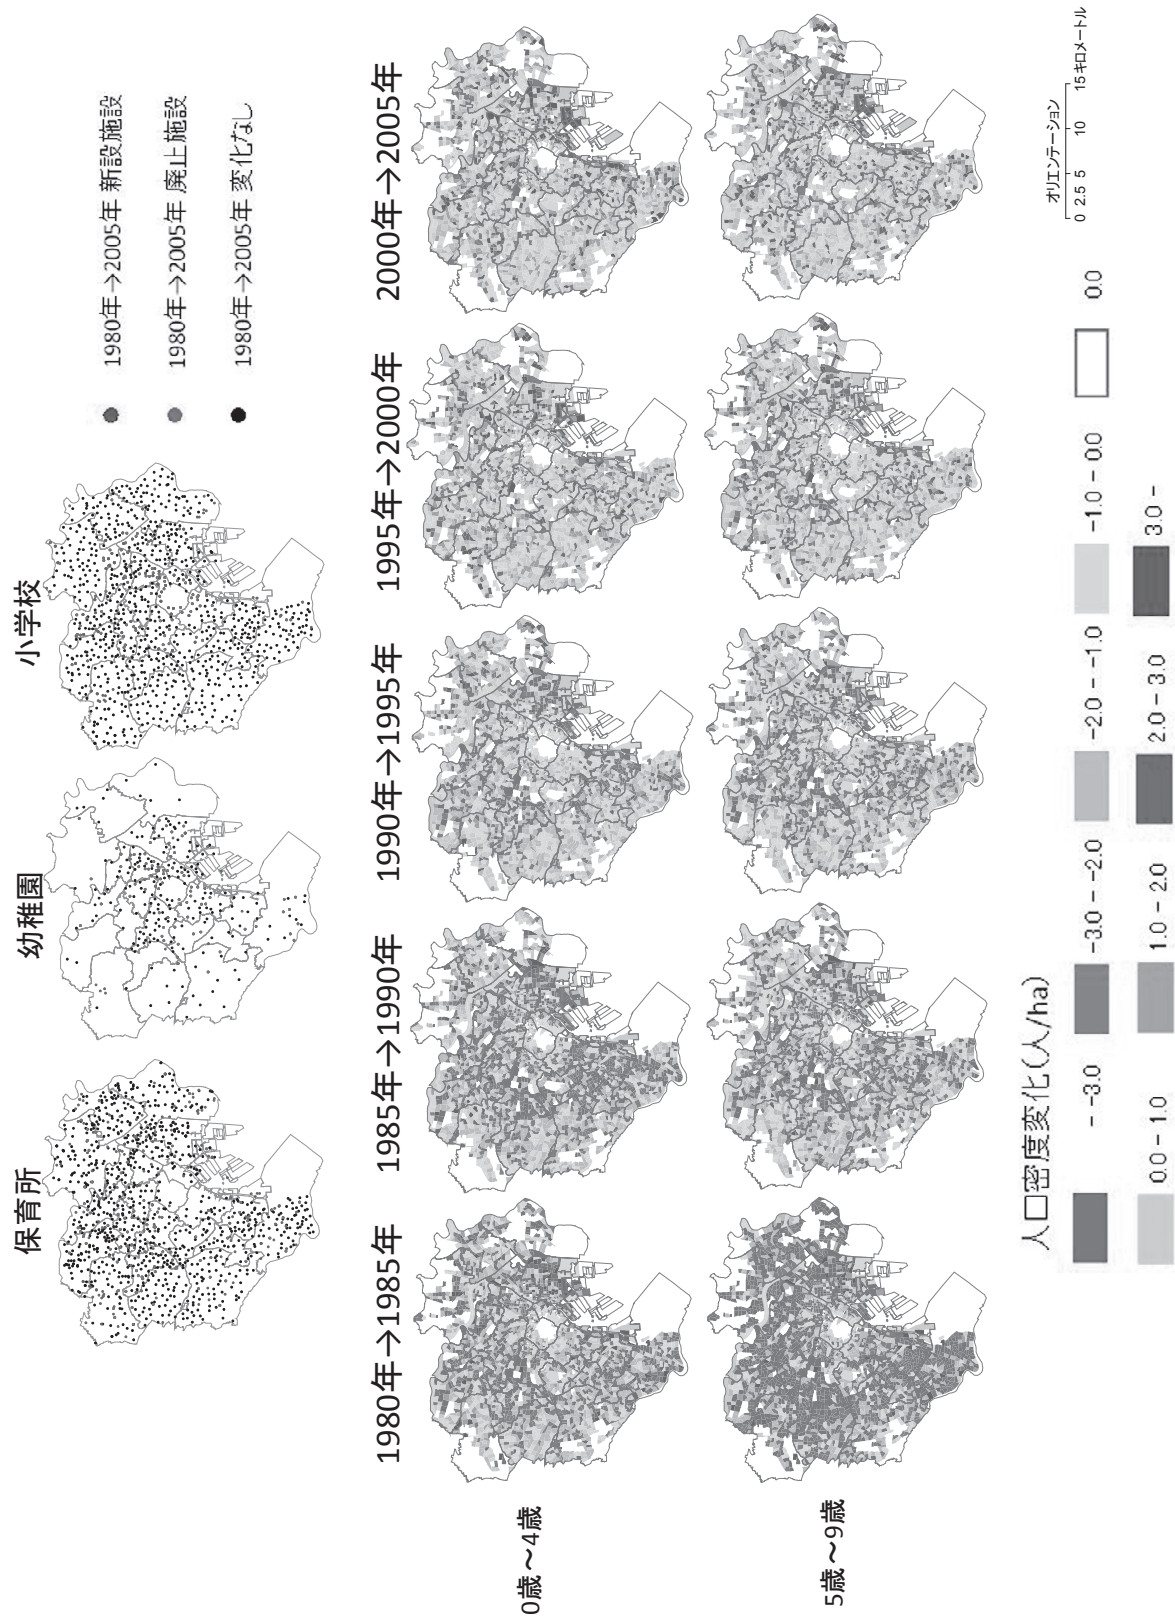 保育所
幼稚園
小学校
1980年→2005年 新設施設
1980年→2005年 廃止施設
1980年→2005年 変化なし
1980年→1985年
1985年→1990年
1990年→1995年
1995年→2000年
2000年→2005年
0歳～4歳
5歳～9歳
人口密度変化(人/ha)
- -3.0
-3.0 - -2.0
-2.0 - -1.0
-1.0 - 0.0
0.0
0.0 - 1.0
1.0 - 2.0
2.0 - 3.0
3.0 -
オリエンテーション
0 2.5 5 10 15キロメートル